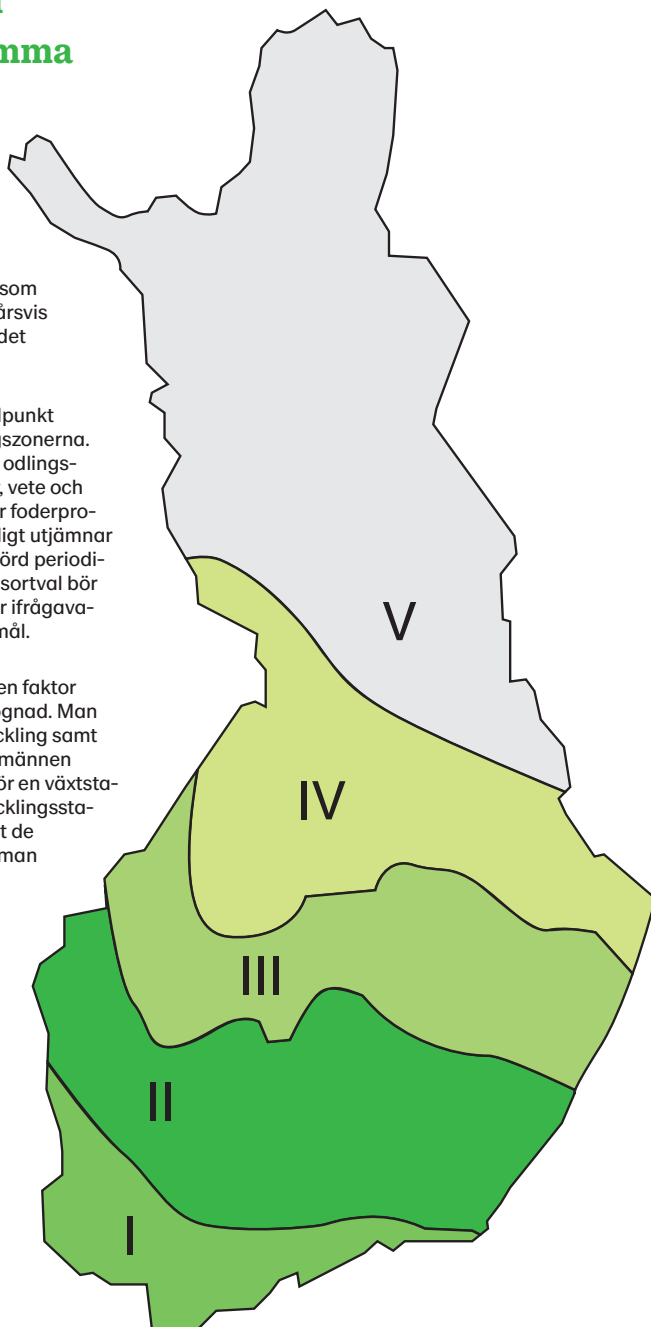 mma
som
årsvis
det
lpunkt
gszonerna.
odlings-
, vete och
r foderpro-
ligt utjämnar
örd periodi-
sortval bör
r ifrågava-
mål.
en faktor
ognad. Man
ckling samt
männen
ör en växtsta-
cklingssta-
t de
man
V
IV
III
II
I